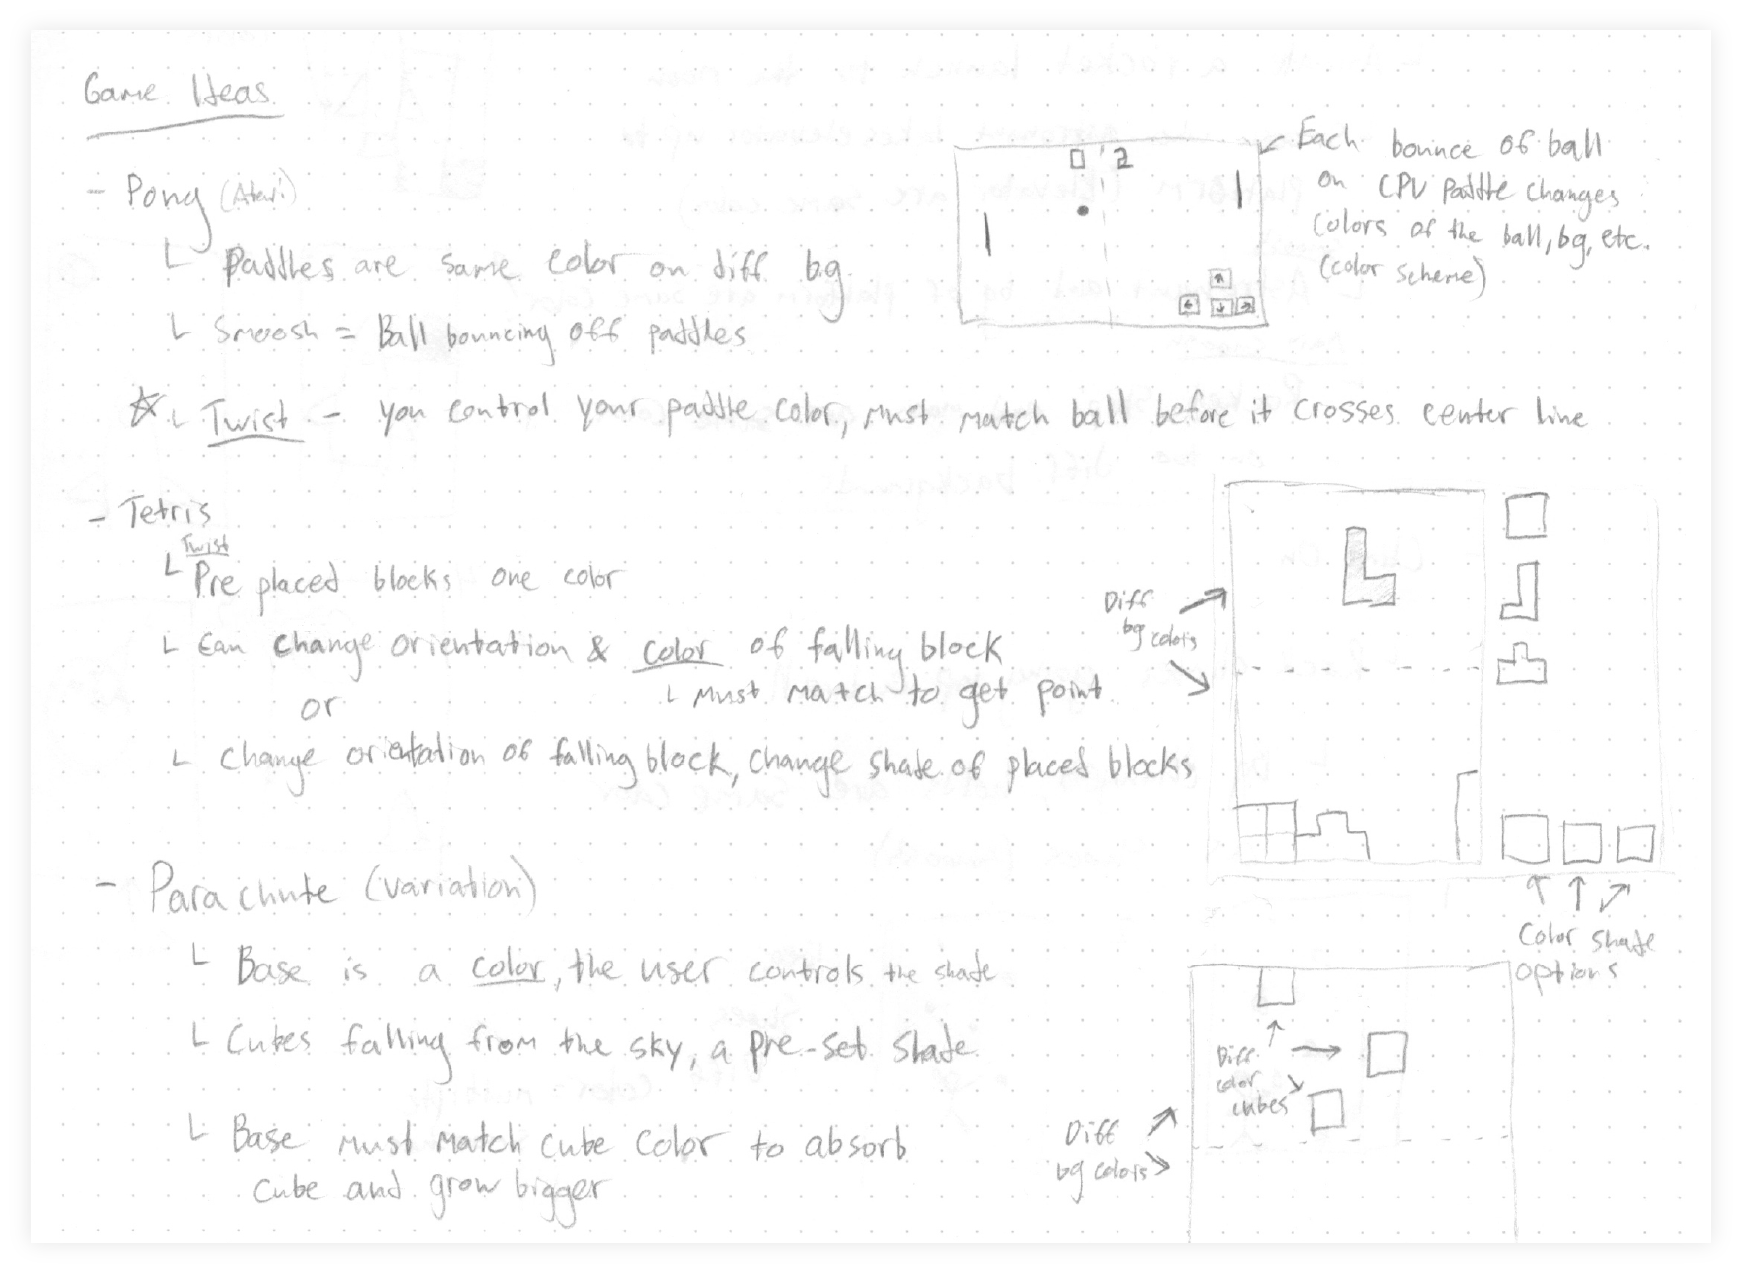 Game Ideas
- Pong (Atari)
└ Paddles are same color on diff bg.
└ Smoosh = Ball bouncing off paddles
☆ └ Twist - you control your paddle color, must match ball before it crosses center line
0 2
Each bounce of ball
on CPU Paddle changes
colors of the ball, bg, etc.
(color scheme)
↑
← ↓ →
- Tetris
Twist
└ Pre placed blocks one color
└ Can change orientation & color of falling block
└ Must match to get point
or
└ Change orientation of falling block, change shade of placed blocks
Diff
bg colors
Color shade
options
- Parachute (variation)
└ Base is a color, the user controls the shade
└ Cubes falling from the sky, a pre-set shade
└ Base must match cube color to absorb
cube and grow bigger
Diff
color
cubes
Diff
bg colors